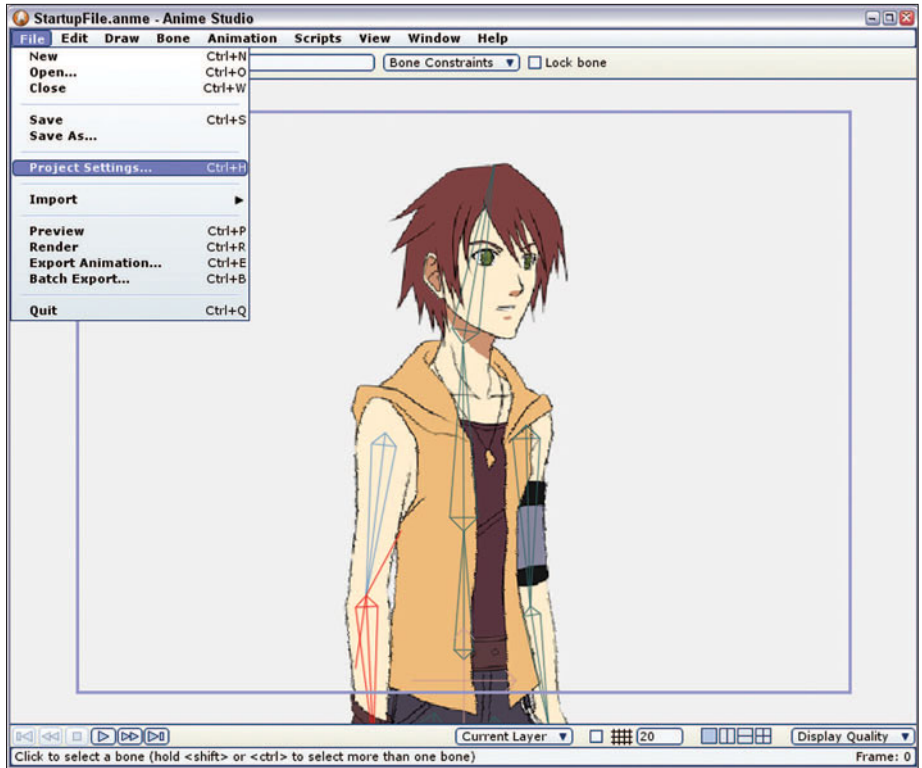 StartupFile.anme - Anime Studio
File Edit Draw Bone Animation Scripts View Window Help
Bone Constraints Lock bone
New Ctrl+N
Open... Ctrl+O
Close Ctrl+W
Save Ctrl+S
Save As...
Project Settings... Ctrl+H
Import
Preview Ctrl+P
Render Ctrl+R
Export Animation... Ctrl+E
Batch Export... Ctrl+B
Quit Ctrl+Q
Current Layer 20 Display Quality
Click to select a bone (hold <shift> or <ctrl> to select more than one bone) Frame: 0